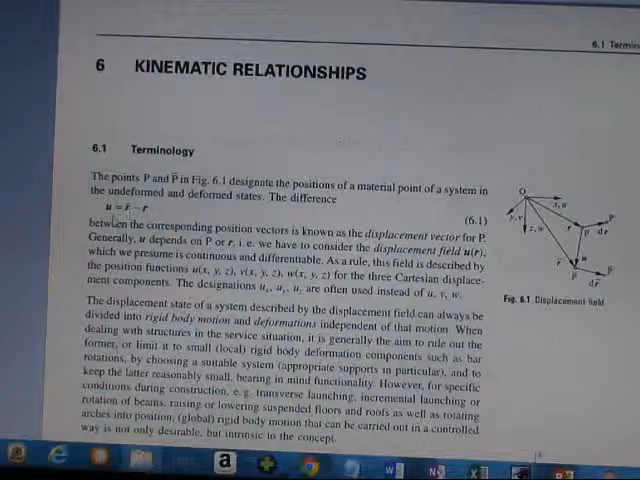 6.1 Termin
6 KINEMATIC RELATIONSHIPS
6.1 Terminology
The points P and P̄ in Fig. 6.1 designate the positions of a material point of a system in
the undeformed and deformed states. The difference
u = r̄ − r
(6.1)
between the corresponding position vectors is known as the displacement vector for P.
Generally, u depends on P or r, i. e. we have to consider the displacement field u(r),
which we presume is continuous and differentiable. As a rule, this field is described by
the position functions u(x, y, z), v(x, y, z), w(x, y, z) for the three Cartesian displace-
ment components. The designations uₓ, uᵧ, u_z are often used instead of u, v, w.
The displacement state of a system described by the displacement field can always be
divided into rigid body motion and deformations independent of that motion. When
dealing with structures in the service situation, it is generally the aim to rule out the
former, or limit it to small (local) rigid body deformation components such as bar
rotations, by choosing a suitable system (appropriate supports in particular), and to
keep the latter reasonably small, bearing in mind functionality. However, for specific
conditions during construction, e. g. transverse launching, incremental launching or
rotation of beams, raising or lowering suspended floors and roofs as well as rotating
arches into position, (global) rigid body motion that can be carried out in a controlled
way is not only desirable, but intrinsic to the concept.
O
x, u
y, v
z, w
r
P
dr
P
u
r̄
P̄
dr̄
P
Fig. 6.1 Displacement field
a